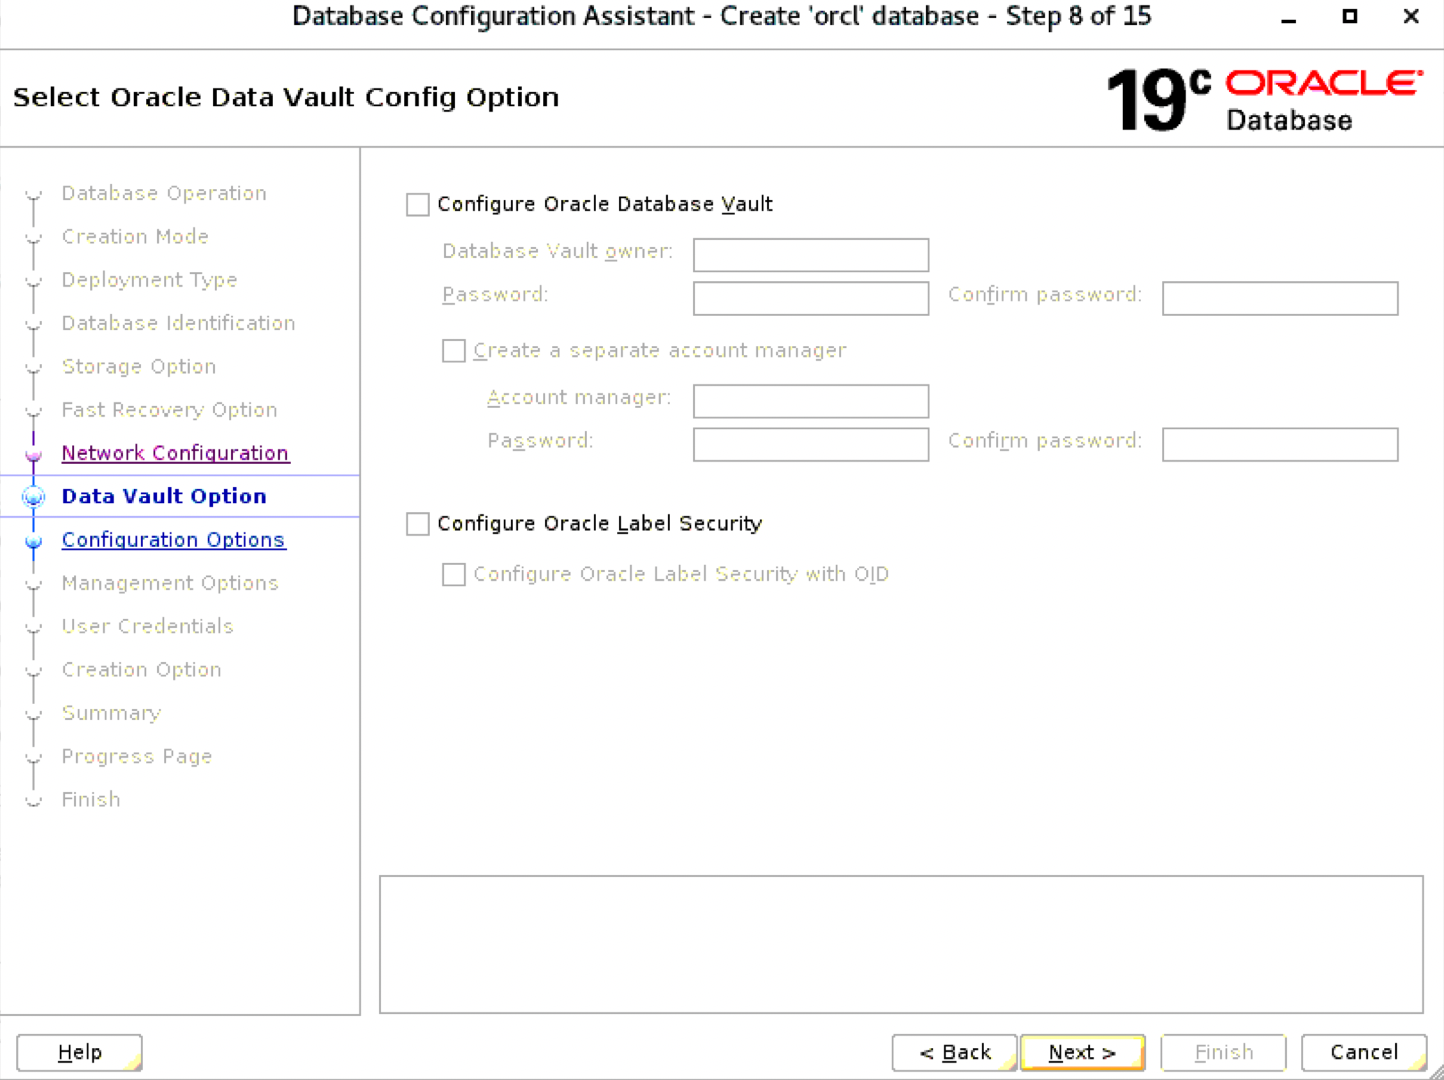 Database Configuration Assistant - Create 'orcl' database - Step 8 of 15
Select Oracle Data Vault Config Option
19c ORACLE
Database
Database Operation
Creation Mode
Deployment Type
Database Identification
Storage Option
Fast Recovery Option
Network Configuration
Data Vault Option
Configuration Options
Management Options
User Credentials
Creation Option
Summary
Progress Page
Finish
Configure Oracle Database Vault
Database Vault owner:
Password: Confirm password:
Create a separate account manager
Account manager:
Password: Confirm password:
Configure Oracle Label Security
Configure Oracle Label Security with OID
Help < Back Next > Finish Cancel